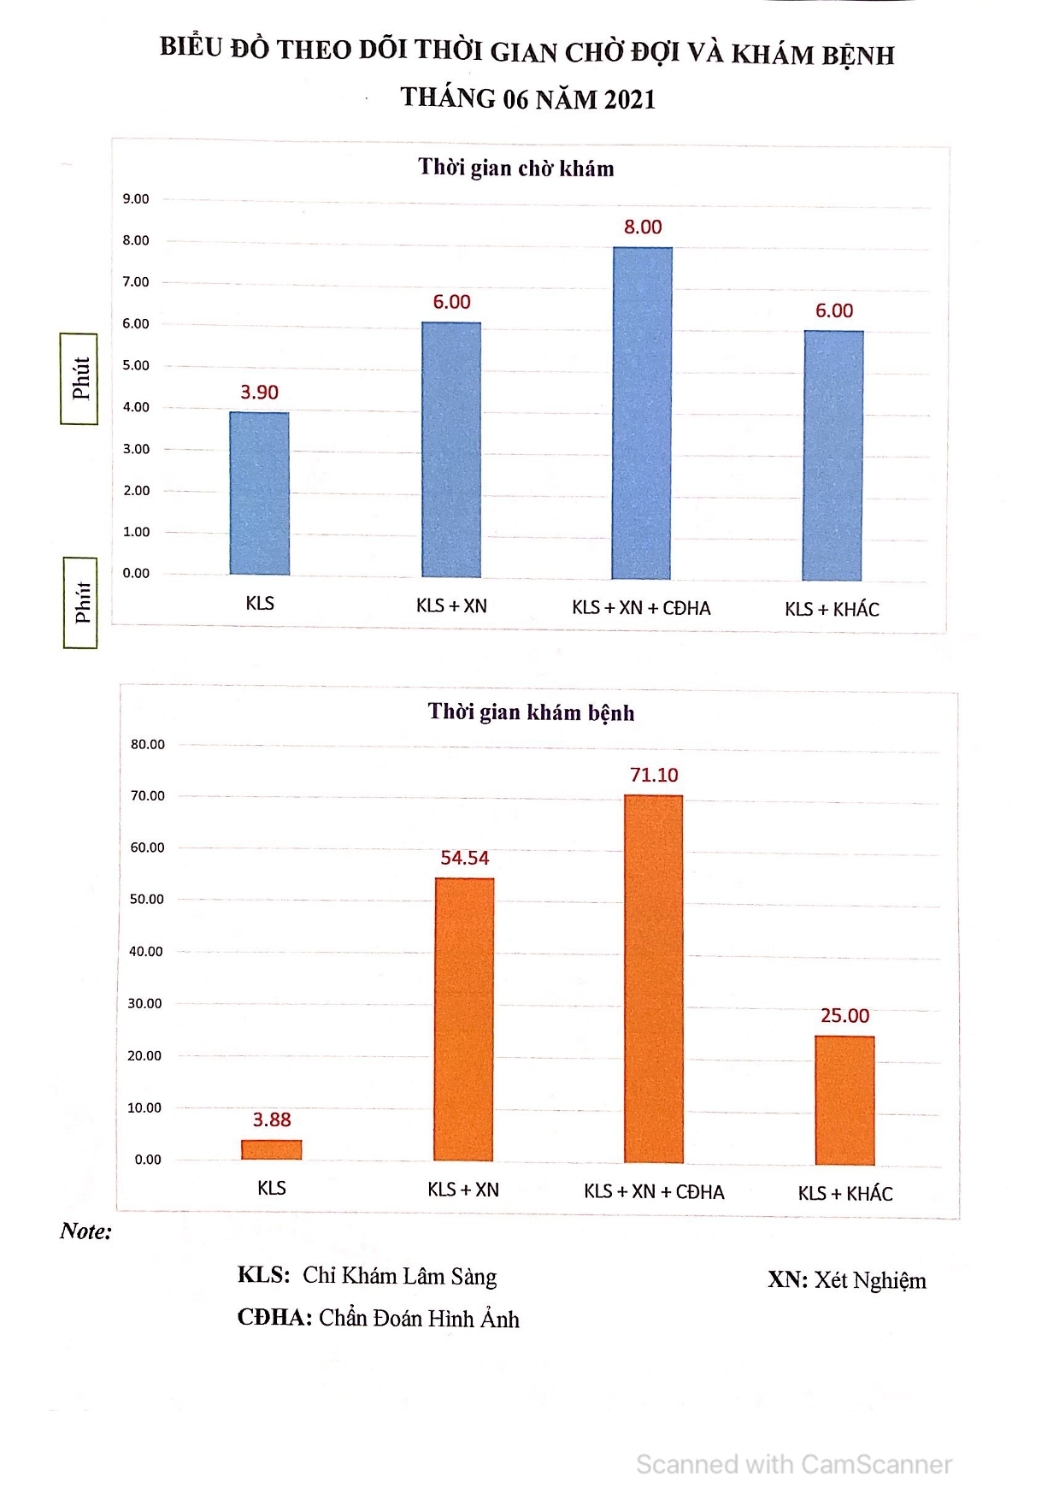 BIỂU ĐỒ THEO DÕI THỜI GIAN CHỜ ĐỢI VÀ KHÁM BỆNH
THÁNG 06 NĂM 2021
Thời gian chờ khám
9.00
8.00
7.00
6.00
5.00
4.00
3.00
2.00
1.00
0.00
Phút
Phút
3.90
6.00
8.00
6.00
KLS
KLS + XN
KLS + XN + CĐHA
KLS + KHÁC
Thời gian khám bệnh
80.00
70.00
60.00
50.00
40.00
30.00
20.00
10.00
0.00
3.88
54.54
71.10
25.00
KLS
KLS + XN
KLS + XN + CĐHA
KLS + KHÁC
Note:
KLS: Chỉ Khám Lâm Sàng XN: Xét Nghiệm
CĐHA: Chẩn Đoán Hình Ảnh
Scanned with CamScanner